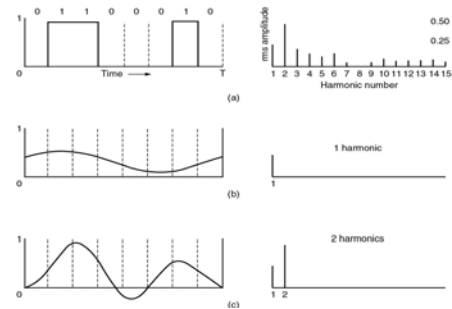 0 1 1 0 0 0 1 0
1
0
Time
T
rms amplitude
0.50
0.25
1 2 3 4 5 6 7 8 9 10 11 12 13 14 15
Harmonic number
(a)
1
0
(b)
1 harmonic
1
1
0
(c)
2 harmonics
1 2